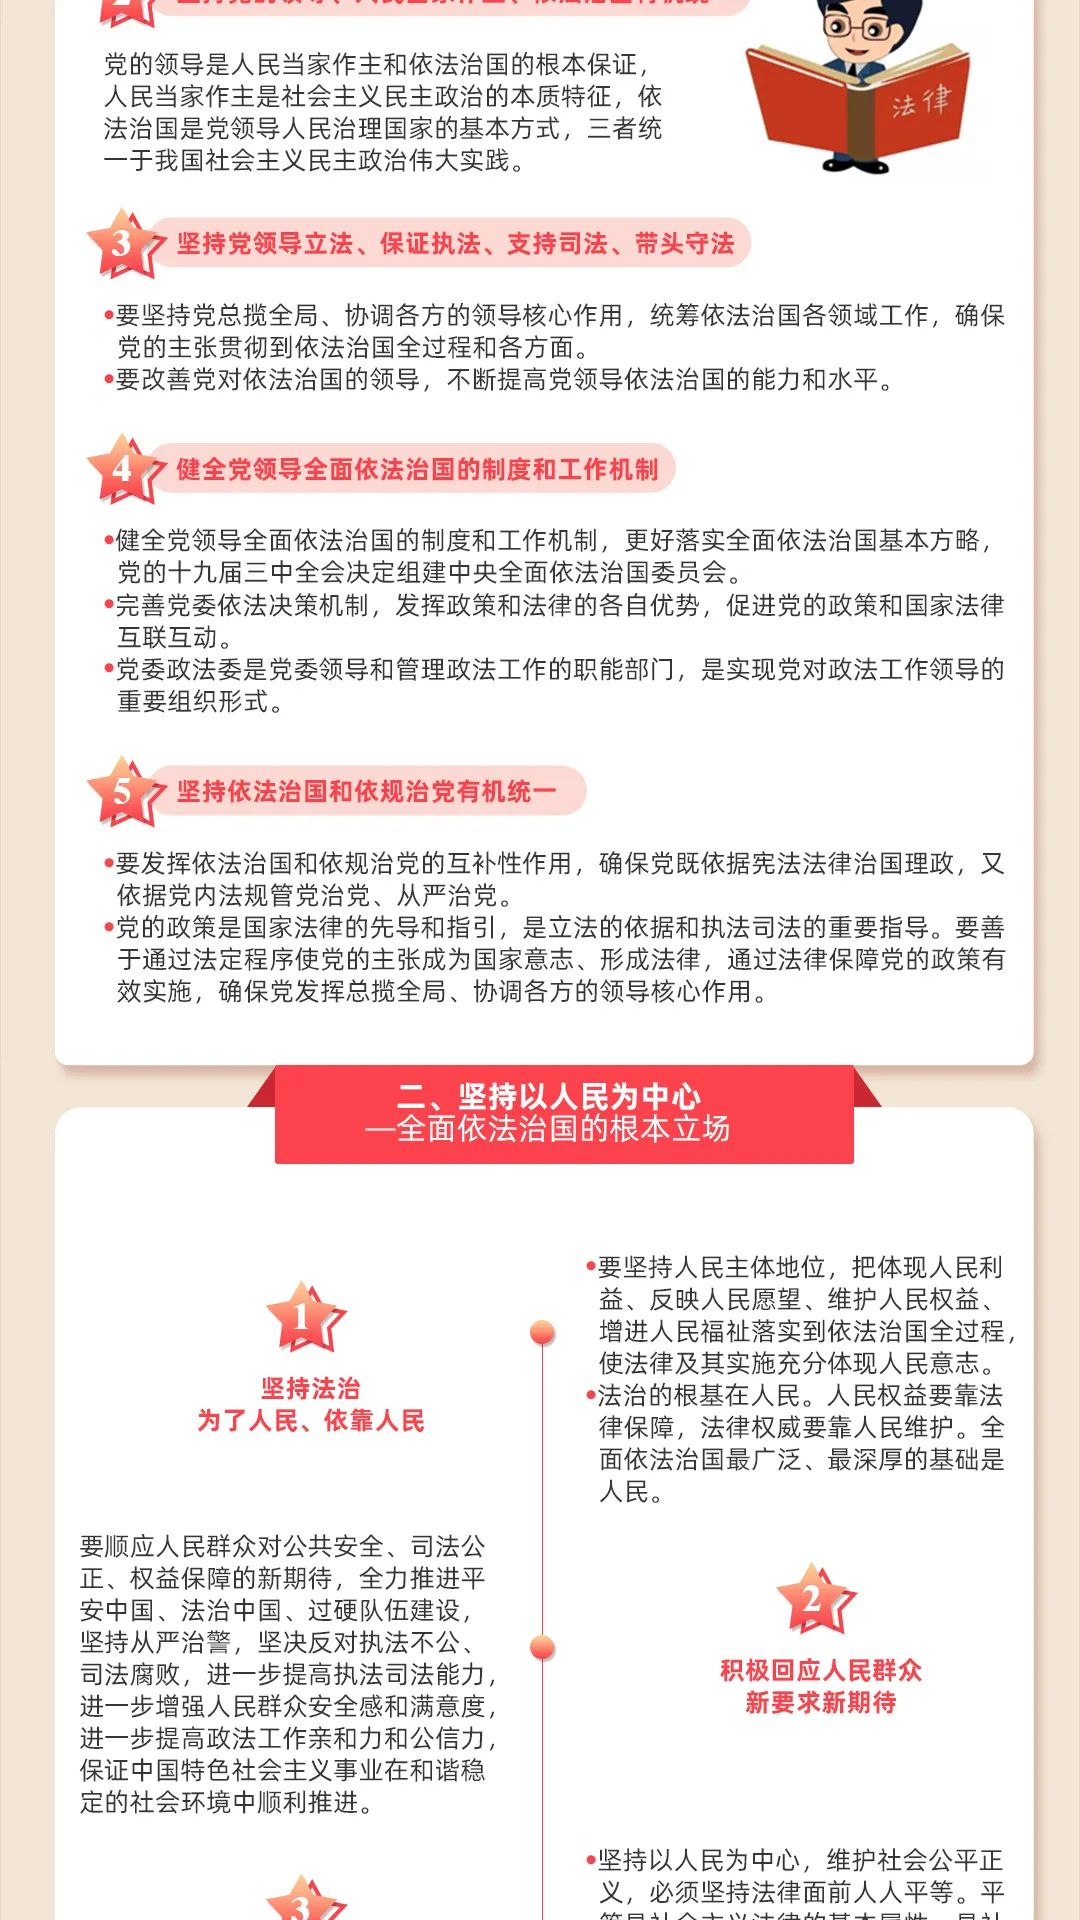 坚持党的领导、人民当家作主、依法治国有机统一
党的领导是人民当家作主和依法治国的根本保证，
人民当家作主是社会主义民主政治的本质特征，依
法治国是党领导人民治理国家的基本方式，三者统
一于我国社会主义民主政治伟大实践。
法律
3
坚持党领导立法、保证执法、支持司法、带头守法
•要坚持党总揽全局、协调各方的领导核心作用，统筹依法治国各领域工作，确保
党的主张贯彻到依法治国全过程和各方面。
•要改善党对依法治国的领导，不断提高党领导依法治国的能力和水平。
4
健全党领导全面依法治国的制度和工作机制
•健全党领导全面依法治国的制度和工作机制，更好落实全面依法治国基本方略，
党的十九届三中全会决定组建中央全面依法治国委员会。
•完善党委依法决策机制，发挥政策和法律的各自优势，促进党的政策和国家法律
互联互动。
•党委政法委是党委领导和管理政法工作的职能部门，是实现党对政法工作领导的
重要组织形式。
5
坚持依法治国和依规治党有机统一
•要发挥依法治国和依规治党的互补性作用，确保党既依据宪法法律治国理政，又
依据党内法规管党治党、从严治党。
•党的政策是国家法律的先导和指引，是立法的依据和执法司法的重要指导。要善
于通过法定程序使党的主张成为国家意志、形成法律，通过法律保障党的政策有
效实施，确保党发挥总揽全局、协调各方的领导核心作用。
二、坚持以人民为中心
—全面依法治国的根本立场
1
坚持法治
为了人民、依靠人民
•要坚持人民主体地位，把体现人民利
益、反映人民愿望、维护人民权益、
增进人民福祉落实到依法治国全过程，
使法律及其实施充分体现人民意志。
•法治的根基在人民。人民权益要靠法
律保障，法律权威要靠人民维护。全
面依法治国最广泛、最深厚的基础是
人民。
要顺应人民群众对公共安全、司法公
正、权益保障的新期待，全力推进平
安中国、法治中国、过硬队伍建设，
坚持从严治警，坚决反对执法不公、
司法腐败，进一步提高执法司法能力，
进一步增强人民群众安全感和满意度，
进一步提高政法工作亲和力和公信力，
保证中国特色社会主义事业在和谐稳
定的社会环境中顺利推进。
2
积极回应人民群众
新要求新期待
3
•坚持以人民为中心，维护社会公平正
义，必须坚持法律面前人人平等。平
等是社会主义法律的基本属性，是社